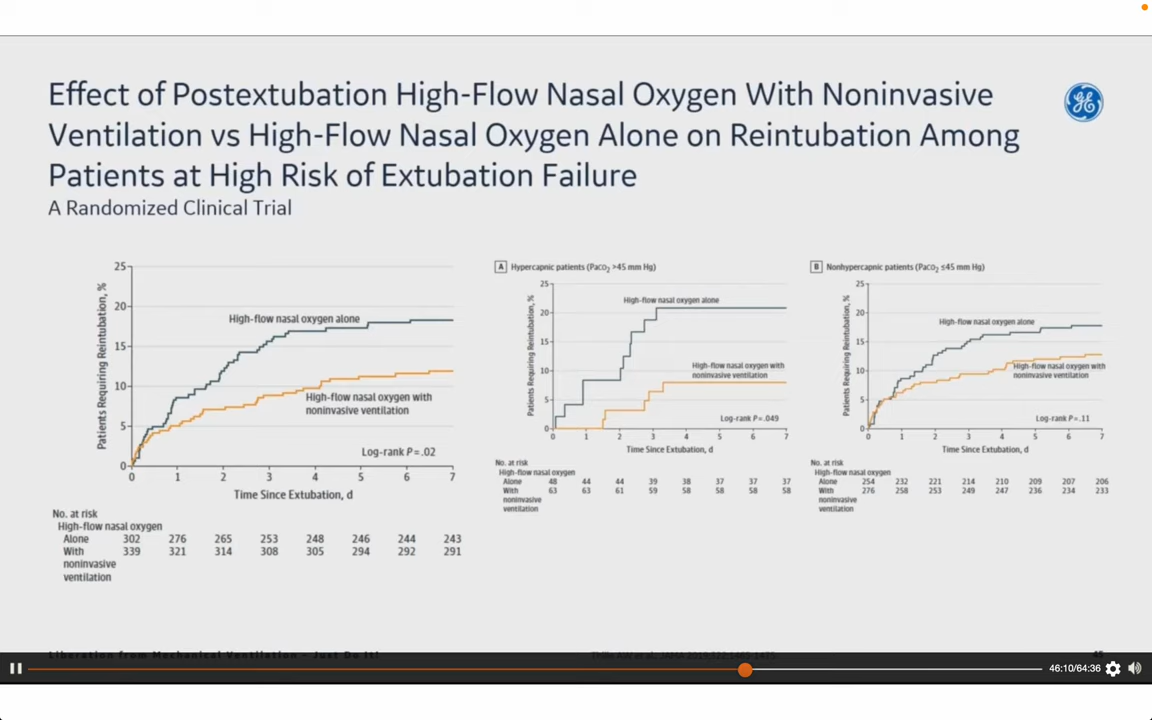 Effect of Postextubation High-Flow Nasal Oxygen With Noninvasive
Ventilation vs High-Flow Nasal Oxygen Alone on Reintubation Among
Patients at High Risk of Extubation Failure
A Randomized Clinical Trial
25
20
15
10
5
0
Patients Requiring Reintubation, %
High-flow nasal oxygen alone
High-flow nasal oxygen with
noninvasive ventilation
Log-rank P=.02
0 1 2 3 4 5 6 7
Time Since Extubation, d
No. at risk
High-flow nasal oxygen
Alone 302 276 265 253 248 246 244 243
With 339 321 314 308 305 294 292 291
noninvasive
ventilation
A Hypercapnic patients (Paco2 >45 mm Hg)
25
20
15
10
5
0
Patients Requiring Reintubation, %
High-flow nasal oxygen alone
High-flow nasal oxygen with
noninvasive ventilation
Log-rank P=.049
0 1 2 3 4 5 6 7
Time Since Extubation, d
No. at risk
High-flow nasal oxygen
Alone 48 44 44 39 38 37 37 37
With 63 63 61 59 58 58 58 58
noninvasive
ventilation
B Nonhypercapnic patients (Paco2 ≤45 mm Hg)
25
20
15
10
5
0
Patients Requiring Reintubation, %
High-flow nasal oxygen alone
High-flow nasal oxygen with
noninvasive ventilation
Log-rank P=.11
0 1 2 3 4 5 6 7
Time Since Extubation, d
No. at risk
High-flow nasal oxygen
Alone 254 232 221 214 210 209 207 206
With 276 258 253 249 247 236 234 233
noninvasive
ventilation
Liberation from Mechanical Ventilation – Just Do It!
46:10/64:36